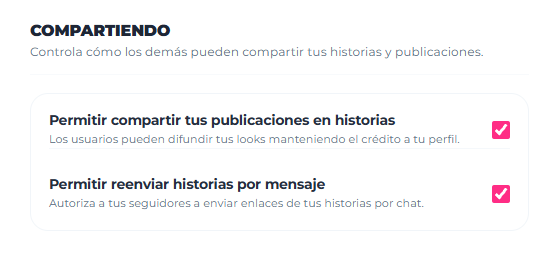 COMPARTIENDO
Controla cómo los demás pueden compartir tus historias y publicaciones.
Permitir compartir tus publicaciones en historias
Los usuarios pueden difundir tus looks manteniendo el crédito a tu perfil.
Permitir reenviar historias por mensaje
Autoriza a tus seguidores a enviar enlaces de tus historias por chat.